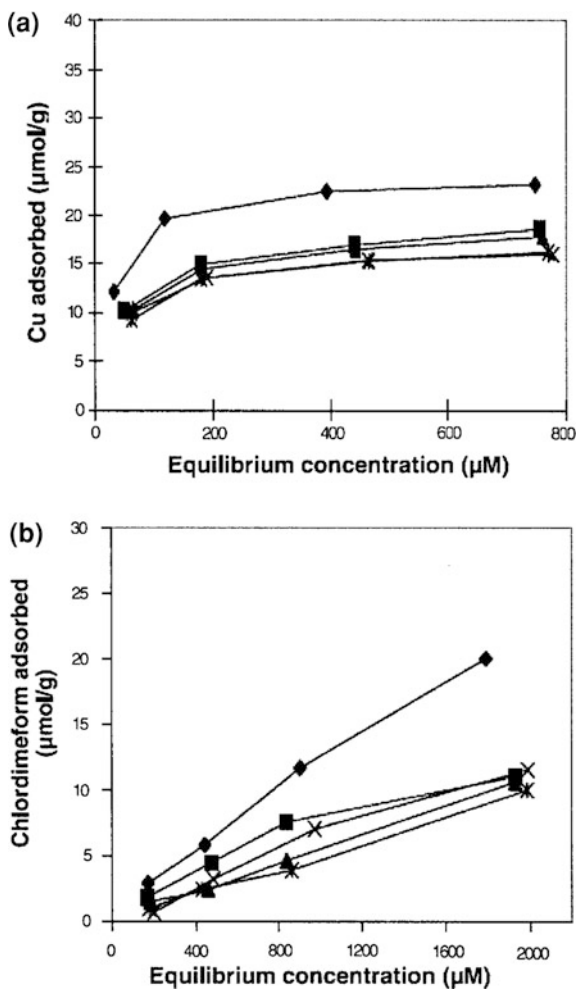 (a)
40
35
30
25
20
15
10
5
0
Cu adsorbed (µmol/g)
0 200 400 600 800
Equilibrium concentration (µM)
(b)
30
25
20
15
10
5
0
Chlordimeform adsorbed
(µmol/g)
0 400 800 1200 1600 2000
Equilibrium concentration (µM)